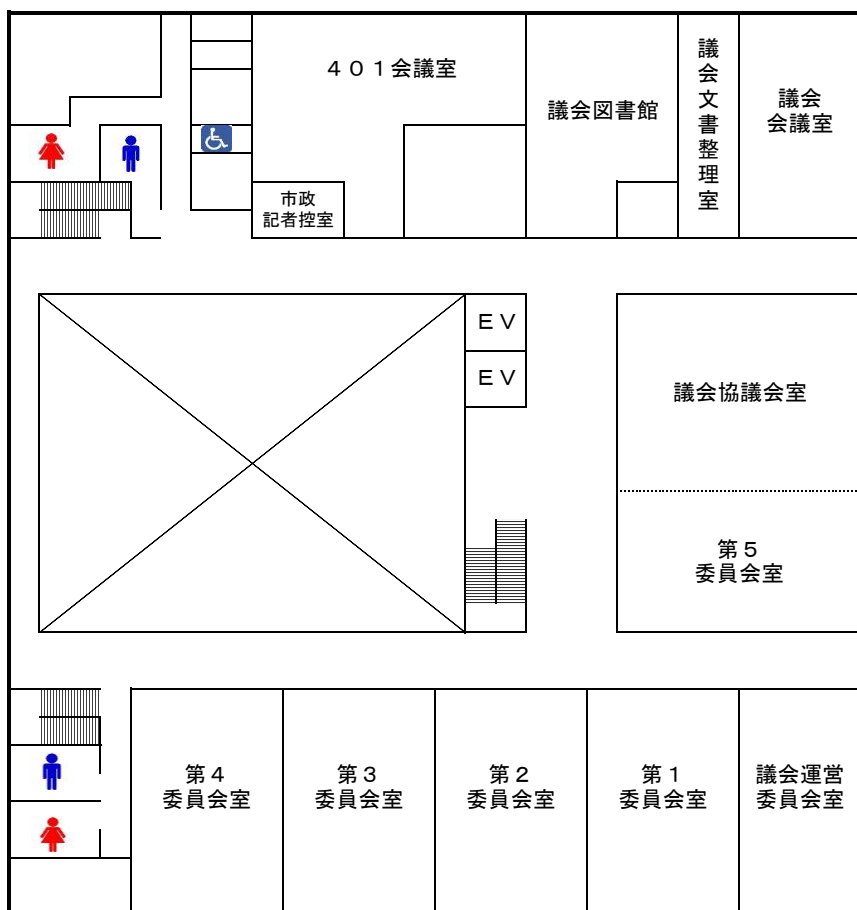 ４０１会議室
議会図書館
議会文書整理室
議会
会議室
市政
記者控室
ＥＶ
ＥＶ
議会協議会室
第５
委員会室
第４
委員会室
第３
委員会室
第２
委員会室
第１
委員会室
議会運営
委員会室